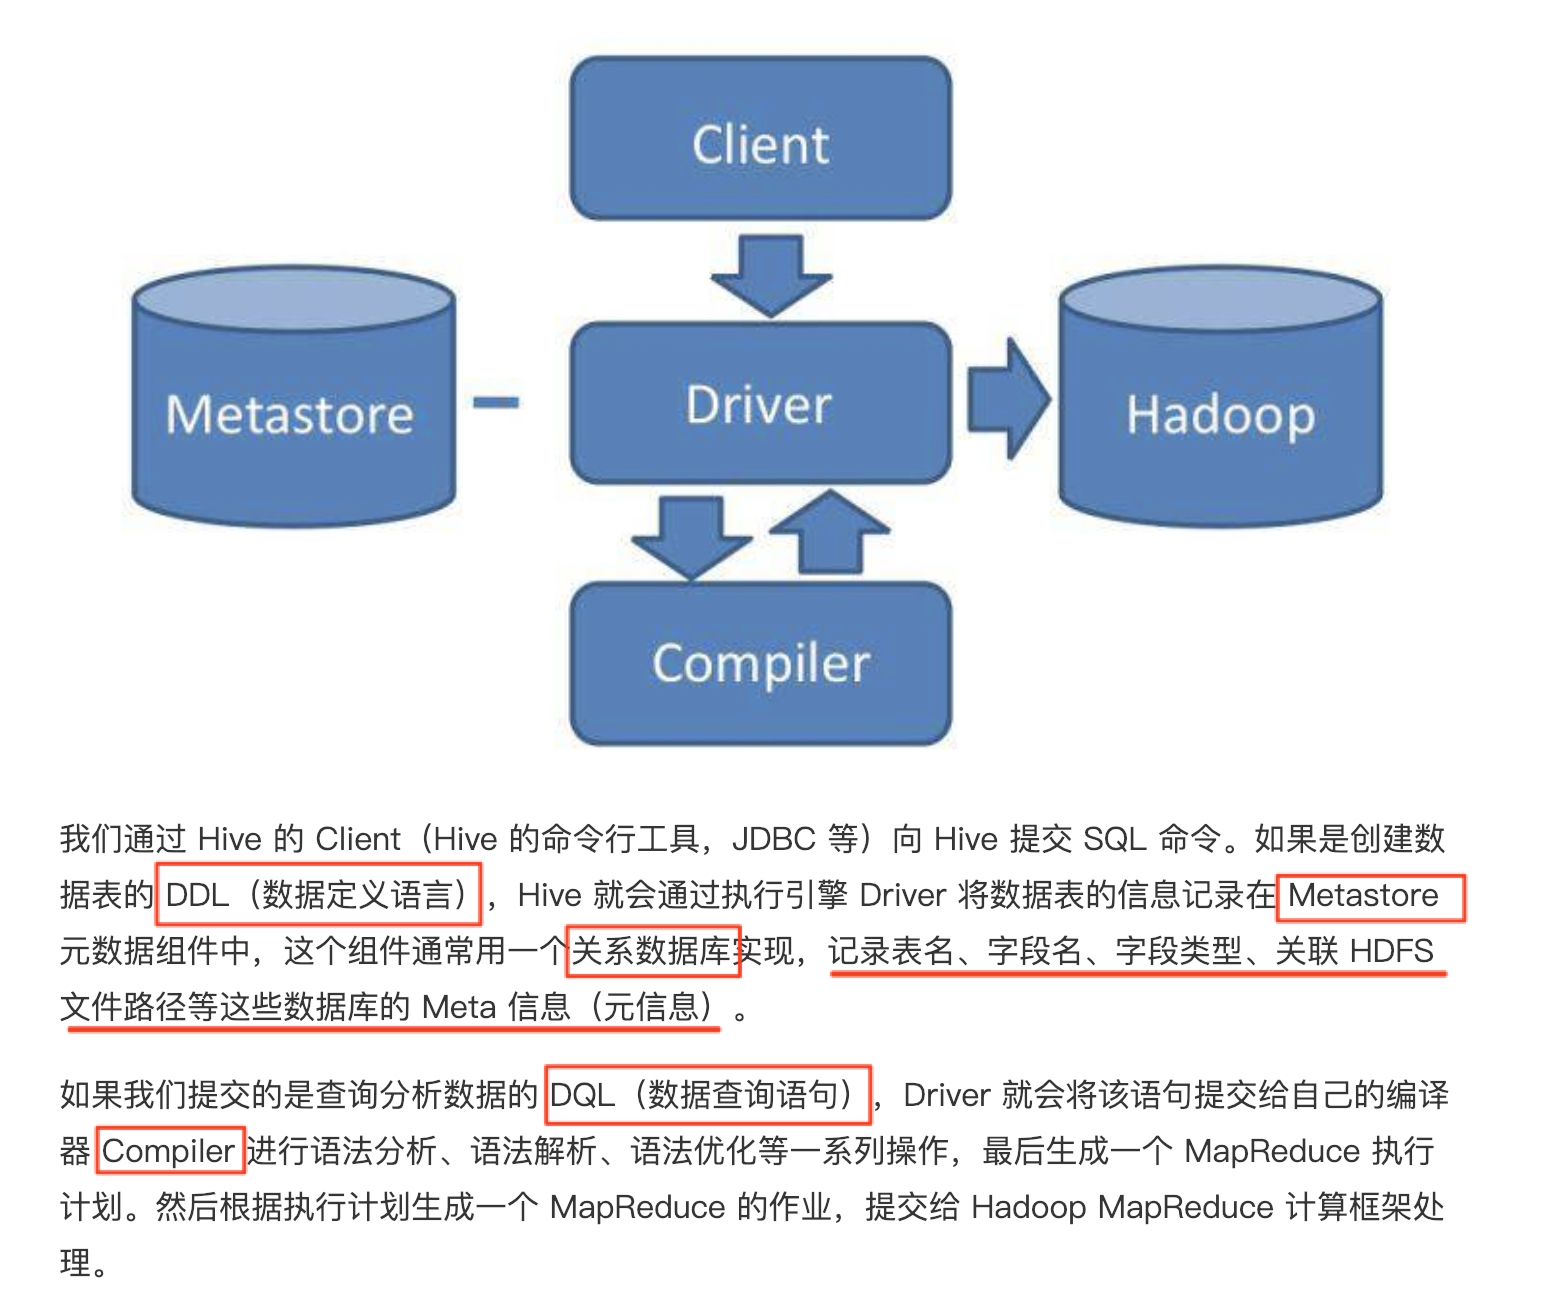 Client
Metastore
Driver
Hadoop
Compiler
我们通过 Hive 的 Client（Hive 的命令行工具，JDBC 等）向 Hive 提交 SQL 命令。如果是创建数
据表的 DDL（数据定义语言），Hive 就会通过执行引擎 Driver 将数据表的信息记录在 Metastore
元数据组件中，这个组件通常用一个关系数据库实现，记录表名、字段名、字段类型、关联 HDFS
文件路径等这些数据库的 Meta 信息（元信息）。
如果我们提交的是查询分析数据的 DQL（数据查询语句），Driver 就会将该语句提交给自己的编译
器 Compiler 进行语法分析、语法解析、语法优化等一系列操作，最后生成一个 MapReduce 执行
计划。然后根据执行计划生成一个 MapReduce 的作业，提交给 Hadoop MapReduce 计算框架处
理。